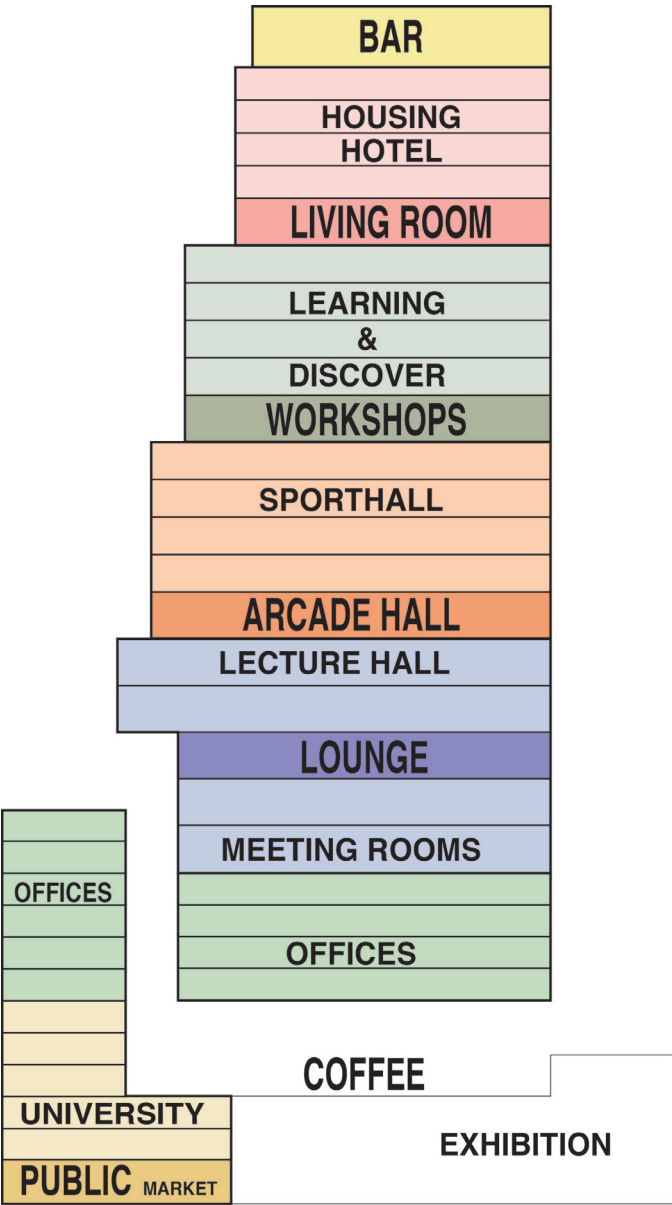 BAR
HOUSING
HOTEL
LIVING ROOM
LEARNING
&
DISCOVER
WORKSHOPS
SPORTHALL
ARCADE HALL
LECTURE HALL
LOUNGE
MEETING ROOMS
OFFICES
OFFICES
COFFEE
UNIVERSITY
EXHIBITION
PUBLIC MARKET